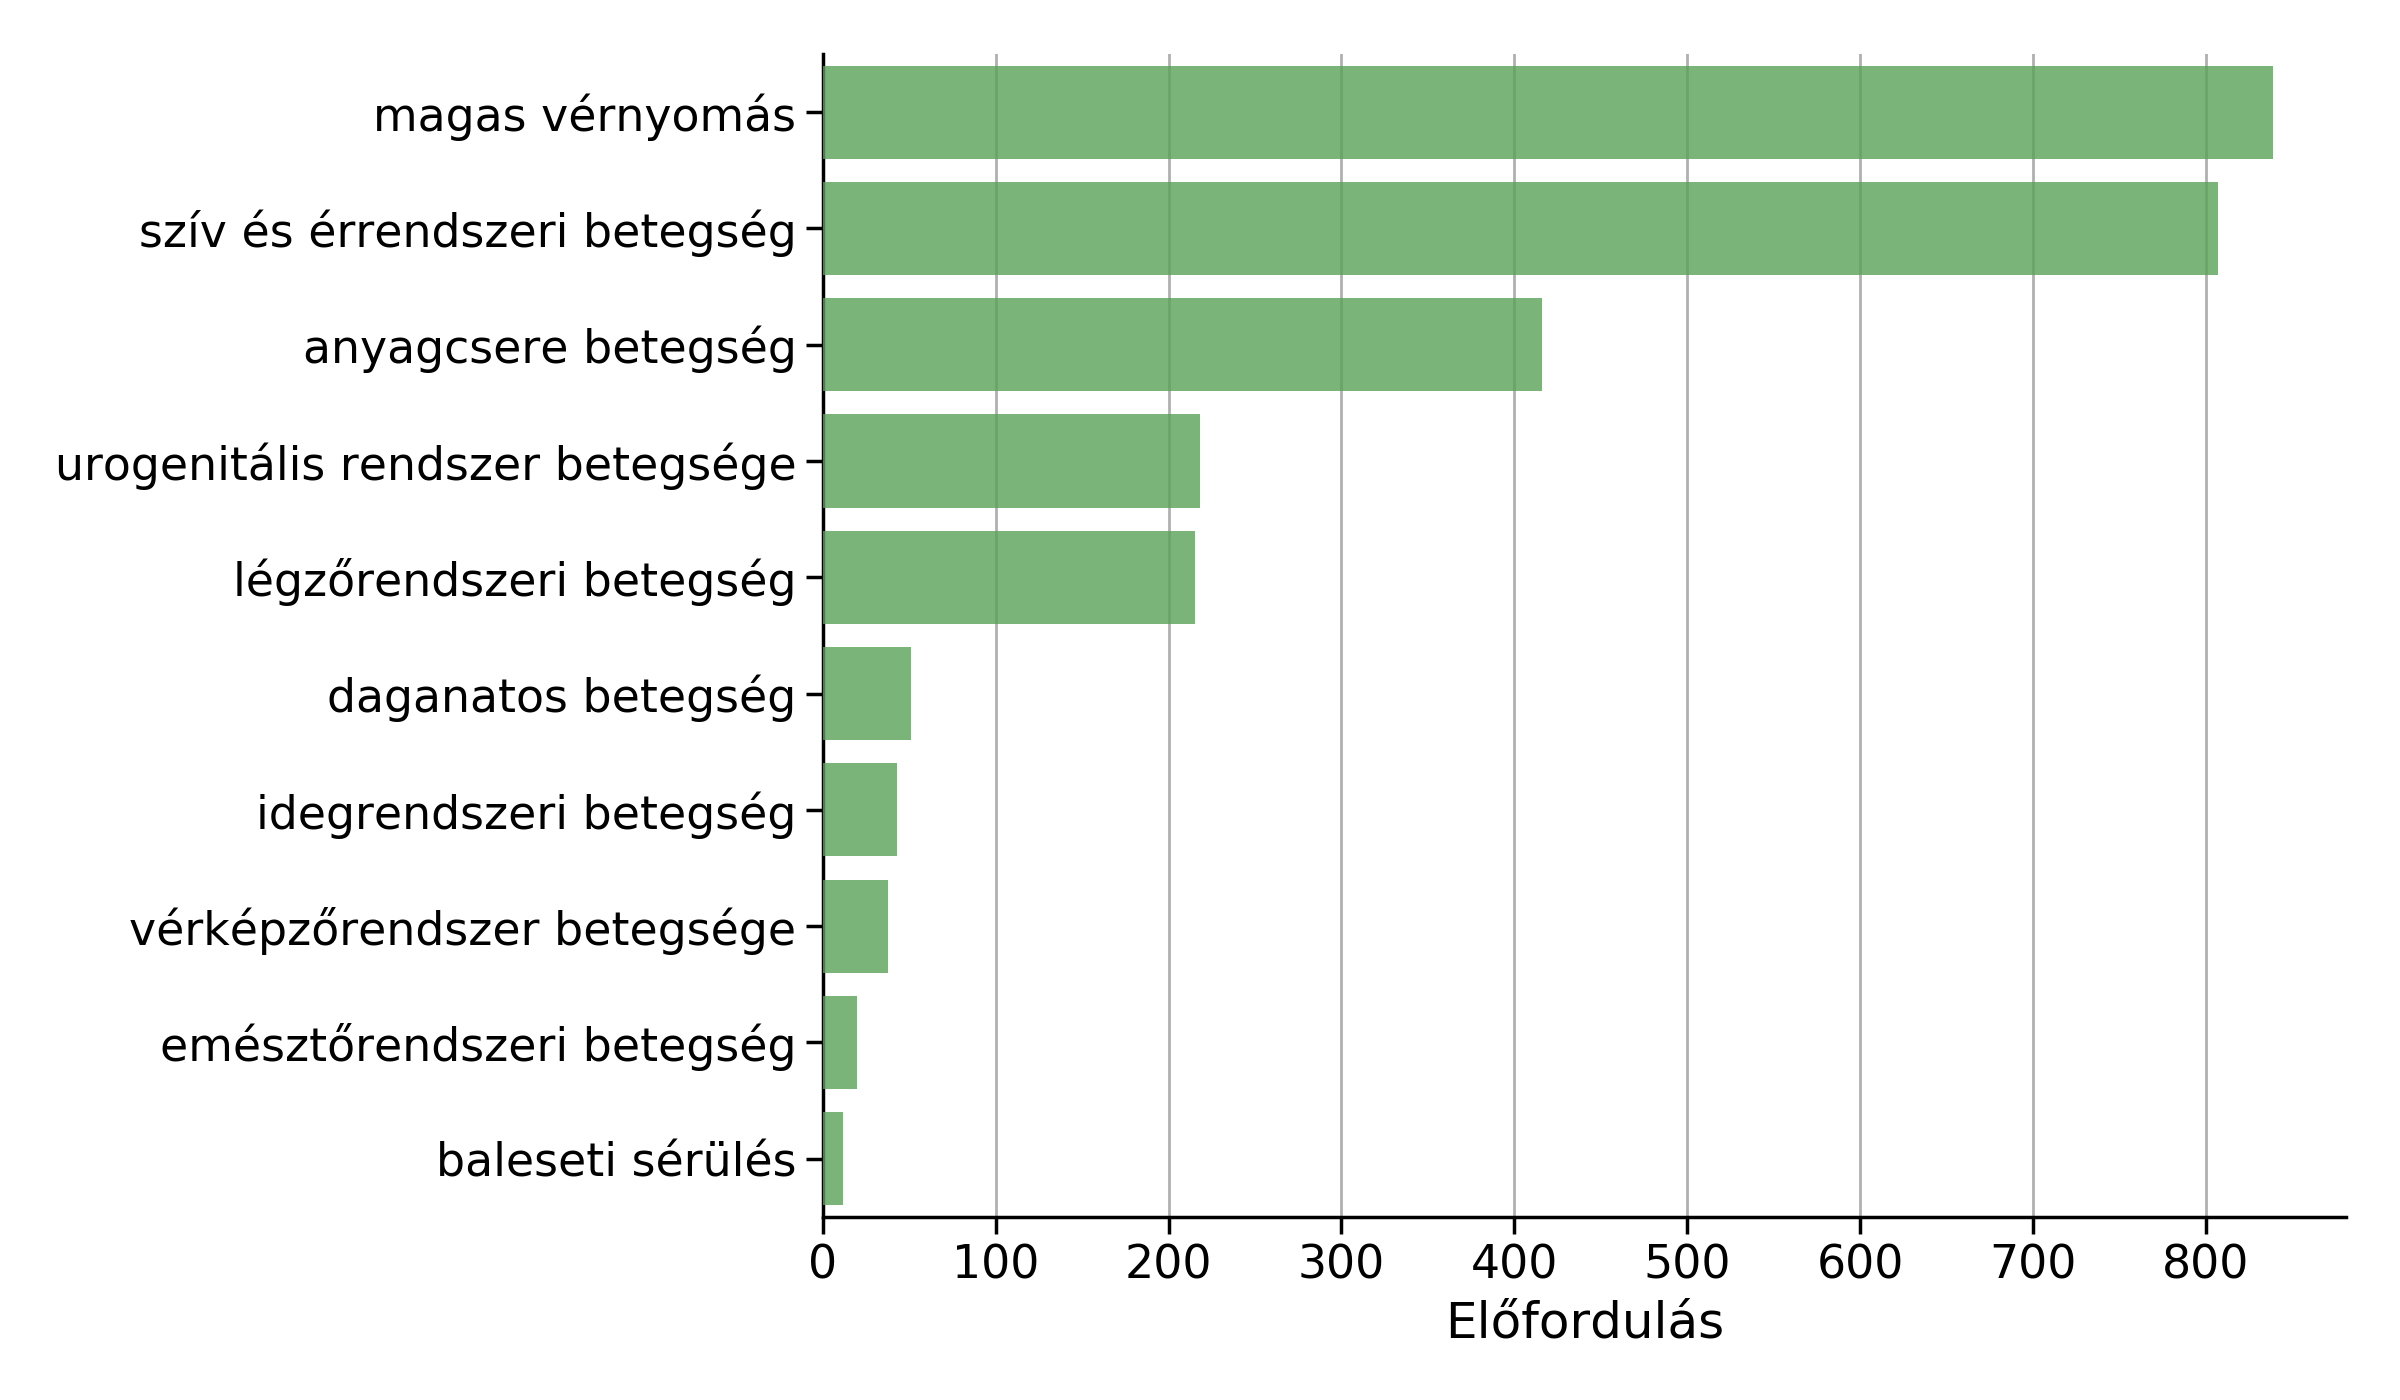 magas vérnyomás
szív és érrendszeri betegség
anyagcsere betegség
urogenitális rendszer betegsége
légzőrendszeri betegség
daganatos betegség
idegrendszeri betegség
vérképzőrendszer betegsége
emésztőrendszeri betegség
baleseti sérülés
0 100 200 300 400 500 600 700 800
Előfordulás